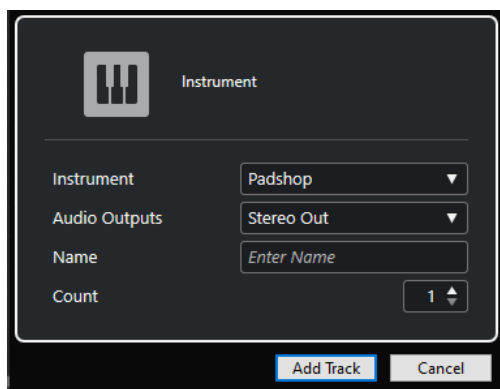 Instrument
Instrument Padshop
Audio Outputs Stereo Out
Name Enter Name
Count 1
Add Track Cancel